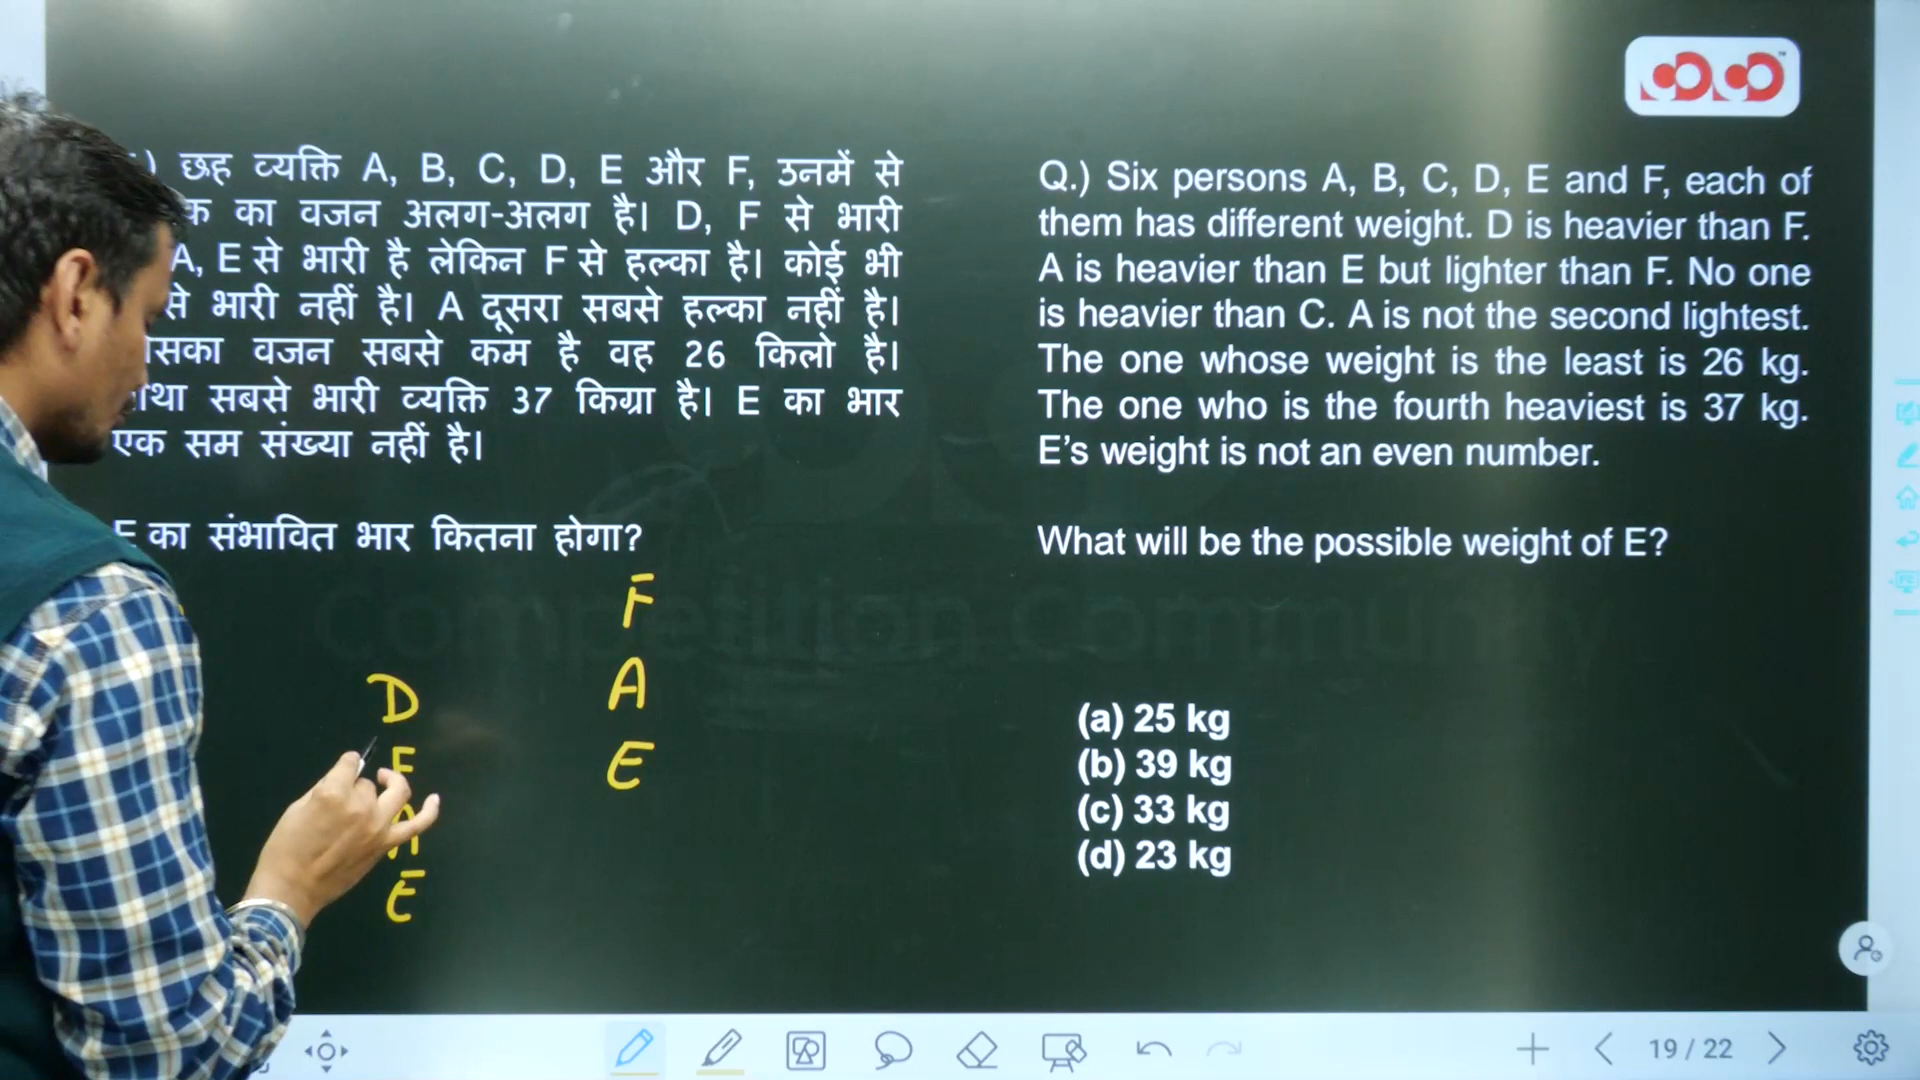 छह व्यक्ति A, B, C, D, E और F, उनमें से
का वजन अलग-अलग है। D, F से भारी
A, E से भारी है लेकिन F से हल्का है। कोई भी
से भारी नहीं है। A दूसरा सबसे हल्का नहीं है।
वजन सबसे कम है वह 26 किलो है।
सबसे भारी व्यक्ति 37 किग्रा है। E का भार
एक सम संख्या नहीं है।
का संभावित भार कितना होगा?
F
A
E
D
F
A
E
Q.) Six persons A, B, C, D, E and F, each of
them has different weight. D is heavier than F.
A is heavier than E but lighter than F. No one
is heavier than C. A is not the second lightest.
The one whose weight is the least is 26 kg.
The one who is the fourth heaviest is 37 kg.
E’s weight is not an even number.
What will be the possible weight of E?
(a) 25 kg
(b) 39 kg
(c) 33 kg
(d) 23 kg
Competition Community
19 / 22